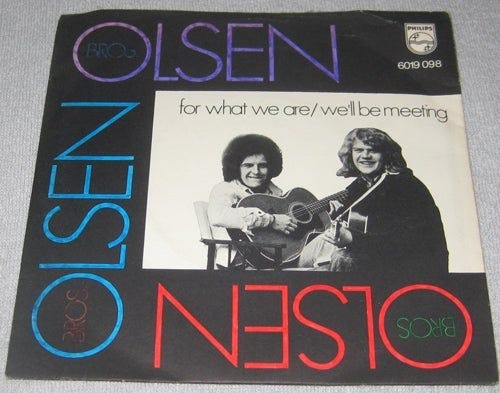 BROS
OLSEN
PHILIPS
6019 098
for what we are/we'll be meeting
OLSEN
BROS
OLSEN
BROS